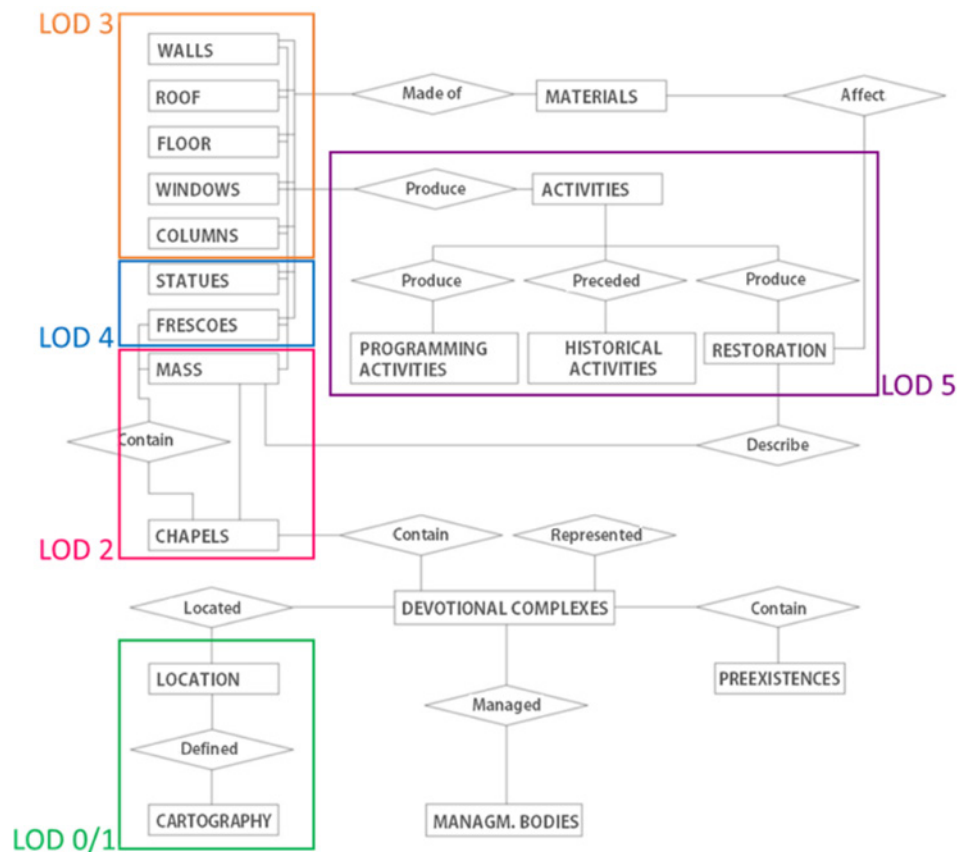 LOD 3
WALLS
ROOF
Made of
MATERIALS
Affect
FLOOR
WINDOWS
Produce
ACTIVITIES
COLUMNS
STATUES
Produce
Preceded
Produce
FRESCOES
LOD 4
PROGRAMMING
ACTIVITIES
HISTORICAL
ACTIVITIES
RESTORATION
MASS
LOD 5
Contain
Describe
CHAPELS
LOD 2
Contain
Represented
Located
DEVOTIONAL COMPLEXES
Contain
LOCATION
PREEXISTENCES
Managed
Defined
CARTOGRAPHY
MANAGM. BODIES
LOD 0/1